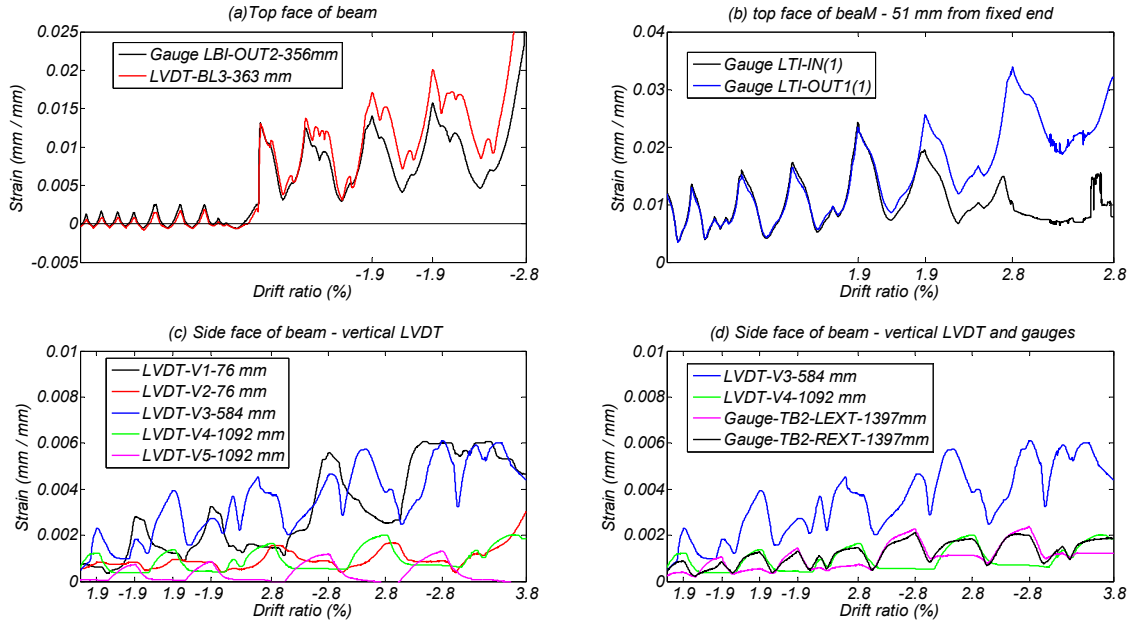 (a)Top face of beam
0.025
0.02
0.015
0.01
0.005
0
-0.005
Strain (mm / mm)
Gauge LBI-OUT2-356mm
LVDT-BL3-363 mm
-1.9 -1.9 -2.8
Drift ratio (%)
(b) top face of beaM - 51 mm from fixed end
0.04
0.03
0.02
0.01
0
Strain (mm / mm)
Gauge LTI-IN(1)
Gauge LTI-OUT1(1)
1.9 1.9 2.8 2.8
Drift ratio (%)
(c) Side face of beam - vertical LVDT
0.01
0.008
0.006
0.004
0.002
0
Strain (mm / mm)
LVDT-V1-76 mm
LVDT-V2-76 mm
LVDT-V3-584 mm
LVDT-V4-1092 mm
LVDT-V5-1092 mm
1.9 -1.9 1.9 -1.9 2.8 -2.8 2.8 -2.8 3.8
Drift ratio (%)
(d) Side face of beam - vertical LVDT and gauges
0.01
0.008
0.006
0.004
0.002
0
Strain (mm / mm)
LVDT-V3-584 mm
LVDT-V4-1092 mm
Gauge-TB2-LEXT-1397mm
Gauge-TB2-REXT-1397mm
1.9 -1.9 1.9 -1.9 2.8 -2.8 2.8 -2.8 3.8
Drift ratio (%)